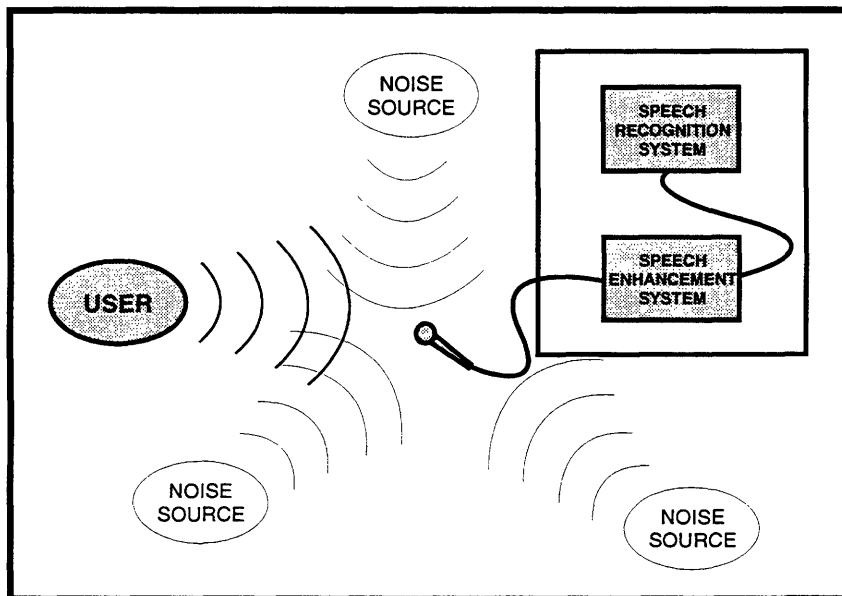 NOISE
SOURCE
SPEECH
RECOGNITION
SYSTEM
USER
SPEECH
ENHANCEMENT
SYSTEM
NOISE
SOURCE
NOISE
SOURCE